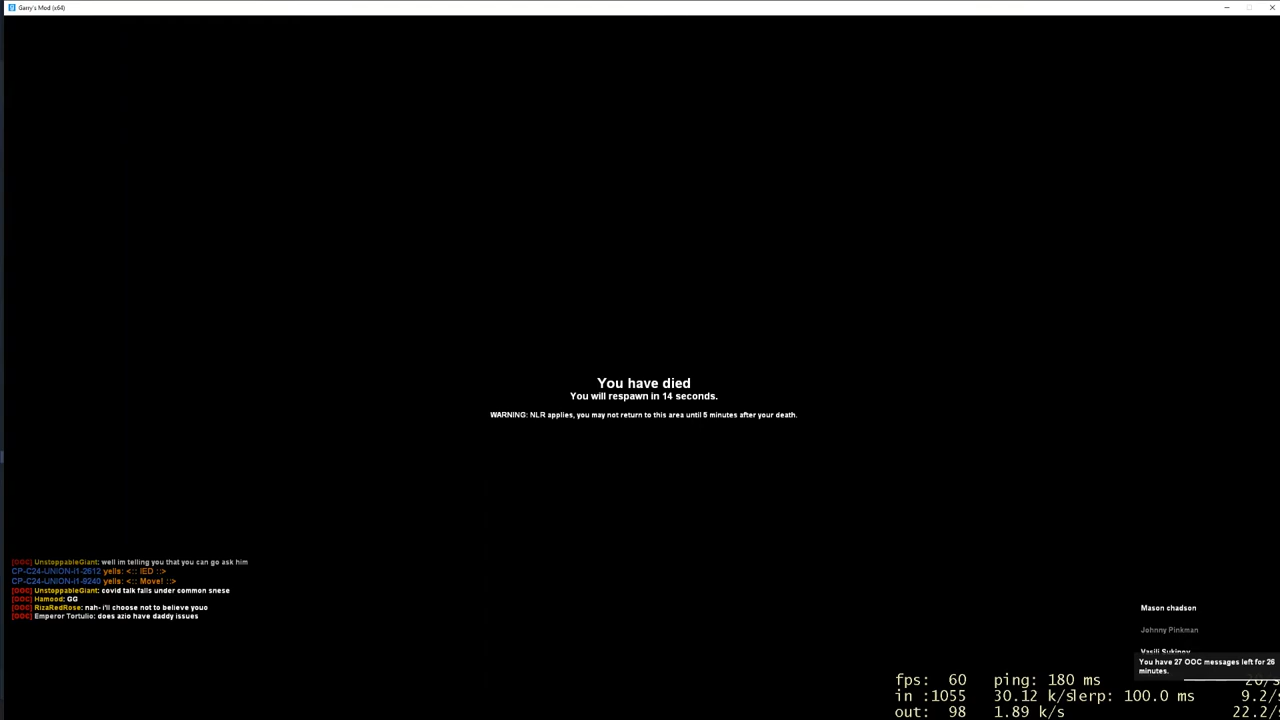 Garry's Mod (x64)
You have died
You will respawn in 14 seconds.
WARNING: NLR applies, you may not return to this area until 5 minutes after your death.
[OOC] UnstoppableGiant: well im telling you that you can go ask him
CP-C24-UNION-i1-2612 yells: <:: IED ::>
CP-C24-UNION-i1-9240 yells: <:: Move! ::>
[OOC] UnstoppableGiant: covid talk falls under common snese
[OOC] Hamood: GG
[OOC] RizaRedRose: nah- i'll choose not to believe youo
[OOC] Emperor Tortulio: does azio have daddy issues
Mason chadson
Johnny Pinkman
Vasili Sukinov
You have 27 OOC messages left for 26
minutes.
fps: 60 ping: 180 ms
in :1055 30.12 k/s lerp: 100.0 ms 9.2/s
out: 98 1.89 k/s 22.2/s